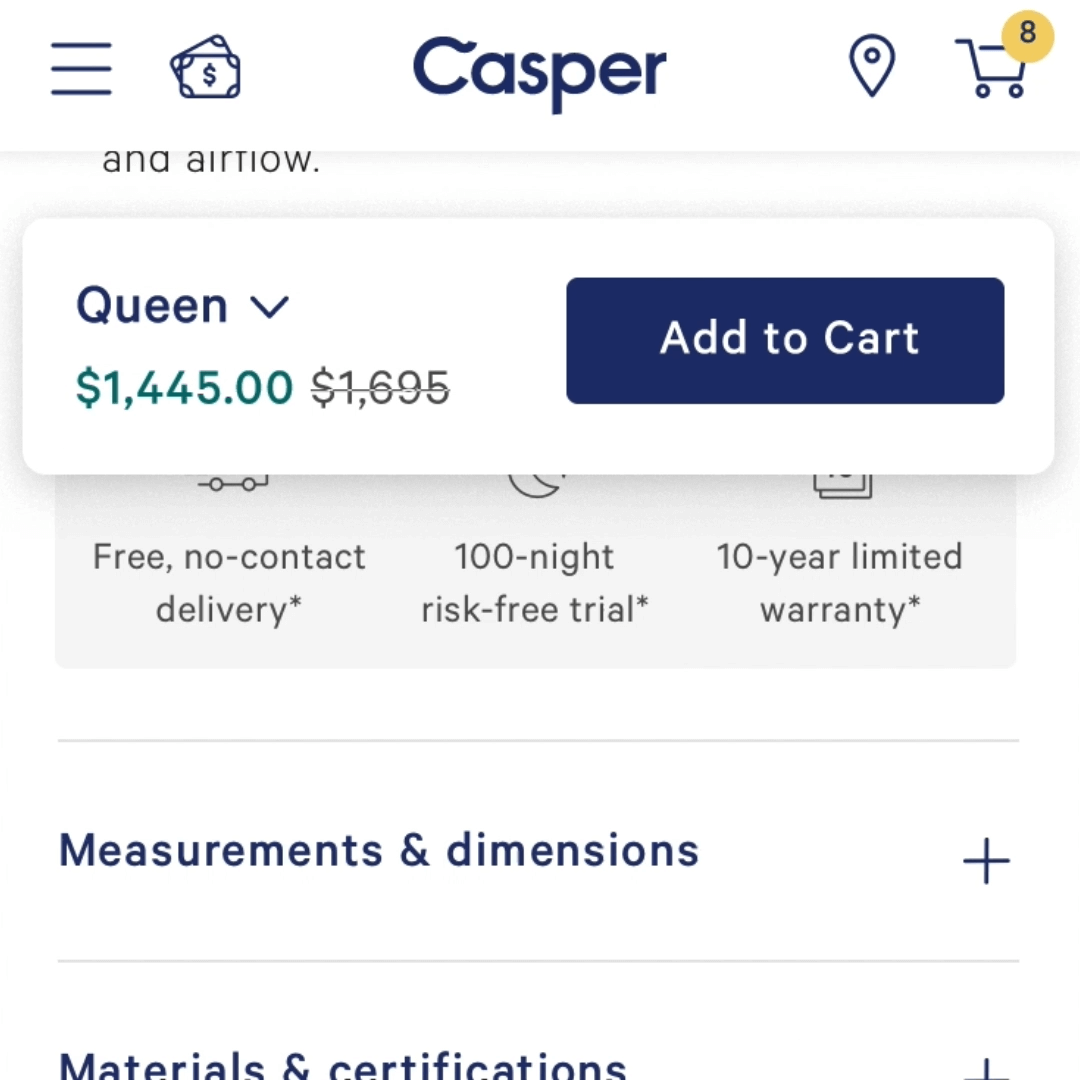 $
Casper
8
and airflow.
Queen
Add to Cart
$1,445.00 $1,695
Free, no-contact
delivery*
100-night
risk-free trial*
10-year limited
warranty*
Measurements & dimensions
Materials & certifications